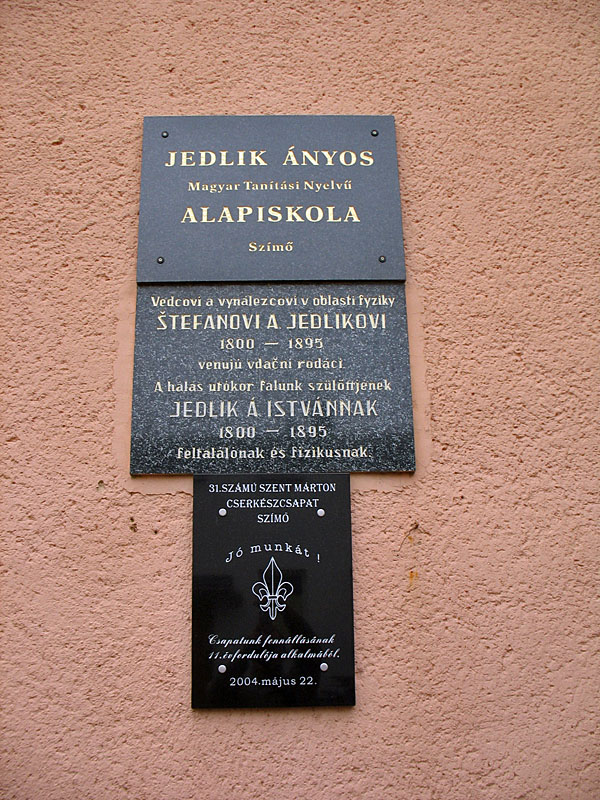 JEDLIK ÁNYOS
Magyar Tanítási Nyelvű
ALAPISKOLA
Szímő
Vedcovi a vynálezcovi v oblasti fyziky
ŠTEFANOVI A. JEDLIKOVI
1800 — 1895
venujú vďační rodáci.
A hálás utókor falunk szülöttjének
JEDLIK Á ISTVÁNNAK
1800 — 1895
feltalálónak és fizikusnak.
31.SZÁMÚ SZENT MÁRTON
CSERKÉSZCSAPAT
SZÍMŐ
Jó munkát !
Csapatunk fennállásának
11.évfordulója alkalmából.
2004.május 22.